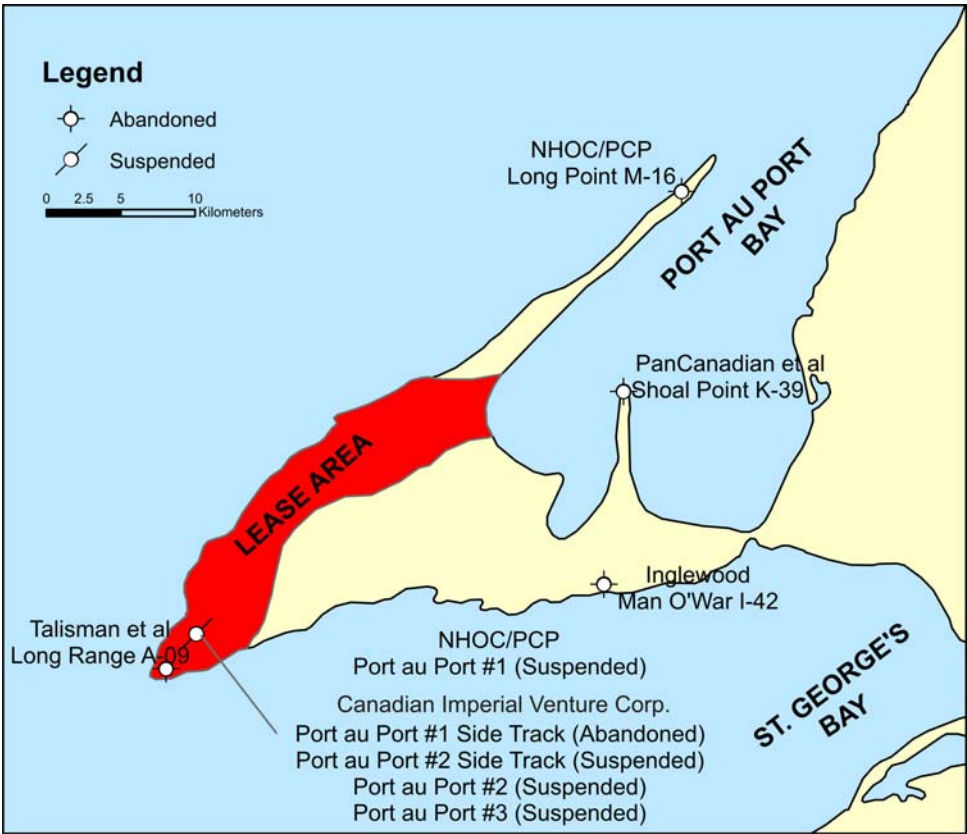 Legend
Abandoned
Suspended
0 2.5 5 10
Kilometers
NHOC/PCP
Long Point M-16
PORT AU PORT
BAY
PanCanadian et al
Shoal Point K-39
LEASE AREA
Inglewood
Man O'War I-42
Talisman et al
Long Range A-09
NHOC/PCP
Port au Port #1 (Suspended)
Canadian Imperial Venture Corp.
Port au Port #1 Side Track (Abandoned)
Port au Port #2 Side Track (Suspended)
Port au Port #2 (Suspended)
Port au Port #3 (Suspended)
ST. GEORGE'S
BAY